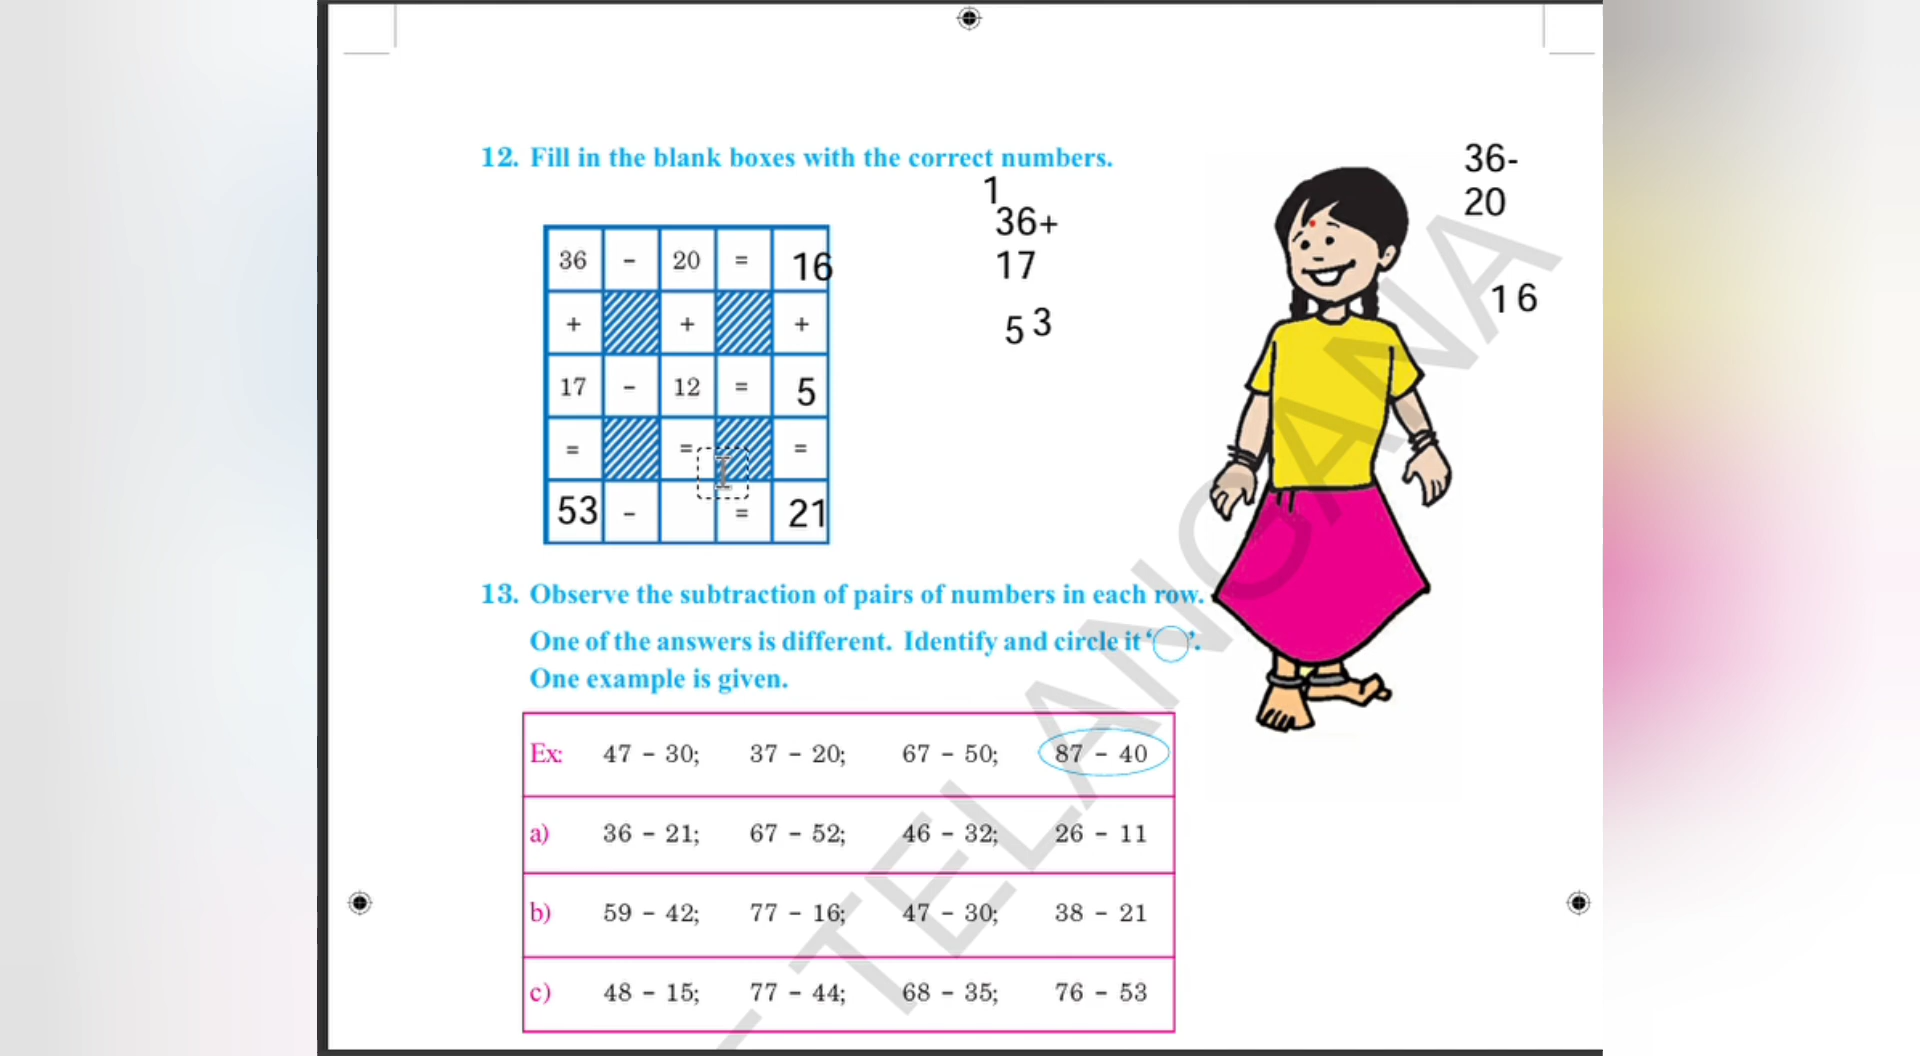 12. Fill in the blank boxes with the correct numbers.
36 - 20 = 16
+ + +
17 - 12 = 5
= = =
53 - = 21
1
36+
17
5 3
36-
20
1 6
13. Observe the subtraction of pairs of numbers in each row.
One of the answers is different. Identify and circle it ‘◯’.
One example is given.
Ex: 47 - 30; 37 - 20; 67 - 50; 87 - 40
a) 36 - 21; 67 - 52; 46 - 32; 26 - 11
b) 59 - 42; 77 - 16; 47 - 30; 38 - 21
c) 48 - 15; 77 - 44; 68 - 35; 76 - 53
- TELANGANA